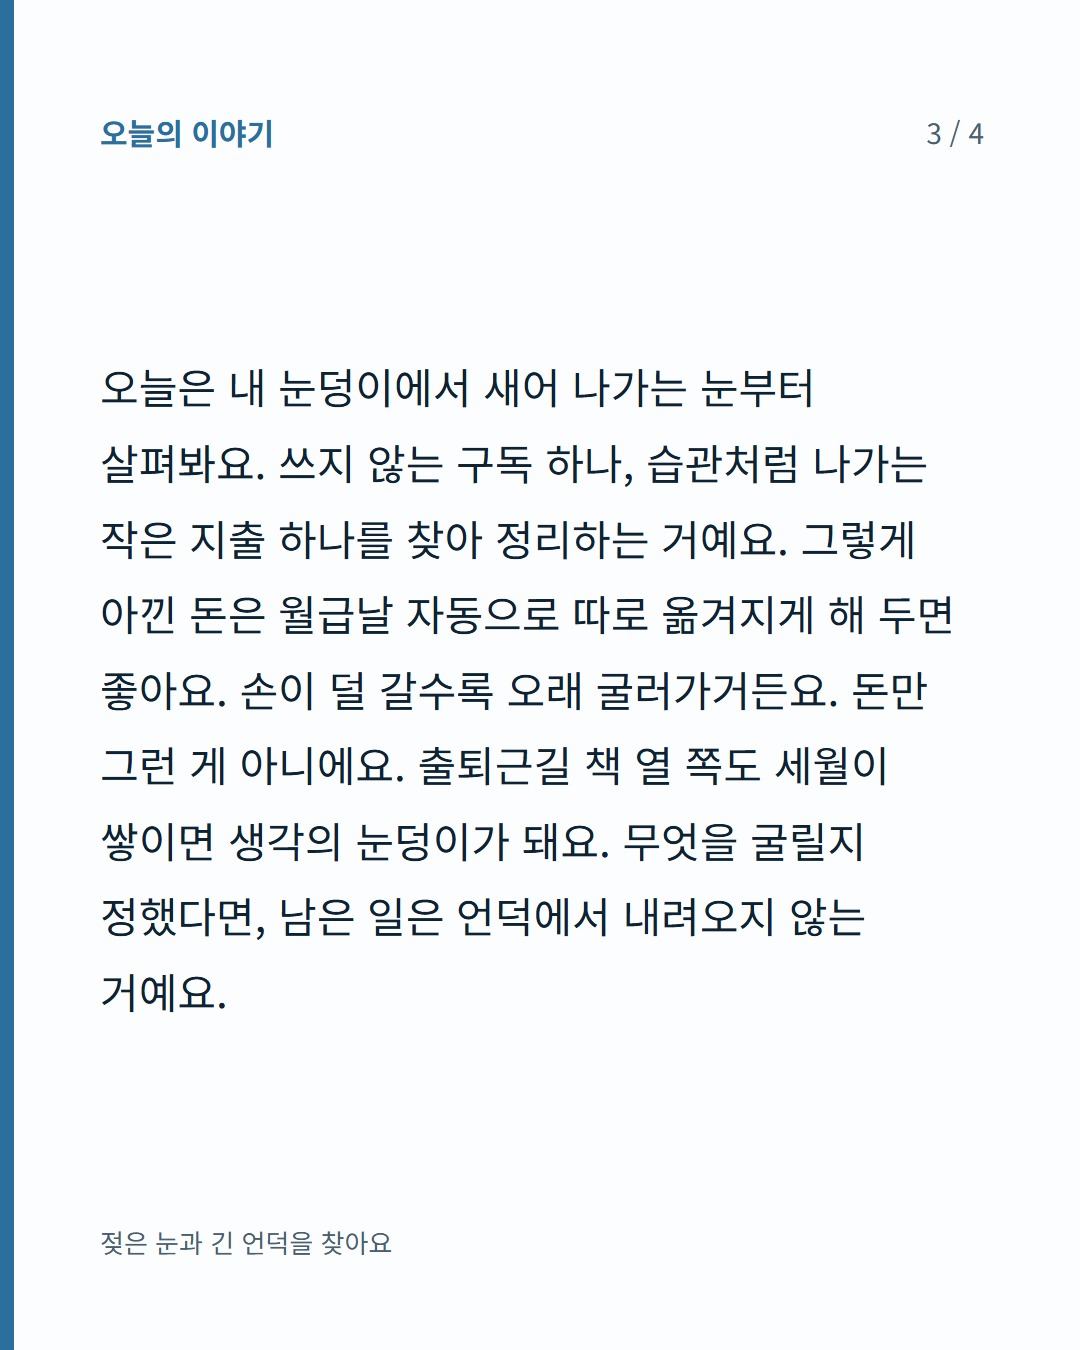 오늘의 이야기
3 / 4
오늘은 내 눈덩이에서 새어 나가는 눈부터
살펴봐요. 쓰지 않는 구독 하나, 습관처럼 나가는
작은 지출 하나를 찾아 정리하는 거예요. 그렇게
아낀 돈은 월급날 자동으로 따로 옮겨지게 해 두면
좋아요. 손이 덜 갈수록 오래 굴러가거든요. 돈만
그런 게 아니에요. 출퇴근길 책 열 쪽도 세월이
쌓이면 생각의 눈덩이가 돼요. 무엇을 굴릴지
정했다면, 남은 일은 언덕에서 내려오지 않는
거예요.
젖은 눈과 긴 언덕을 찾아요